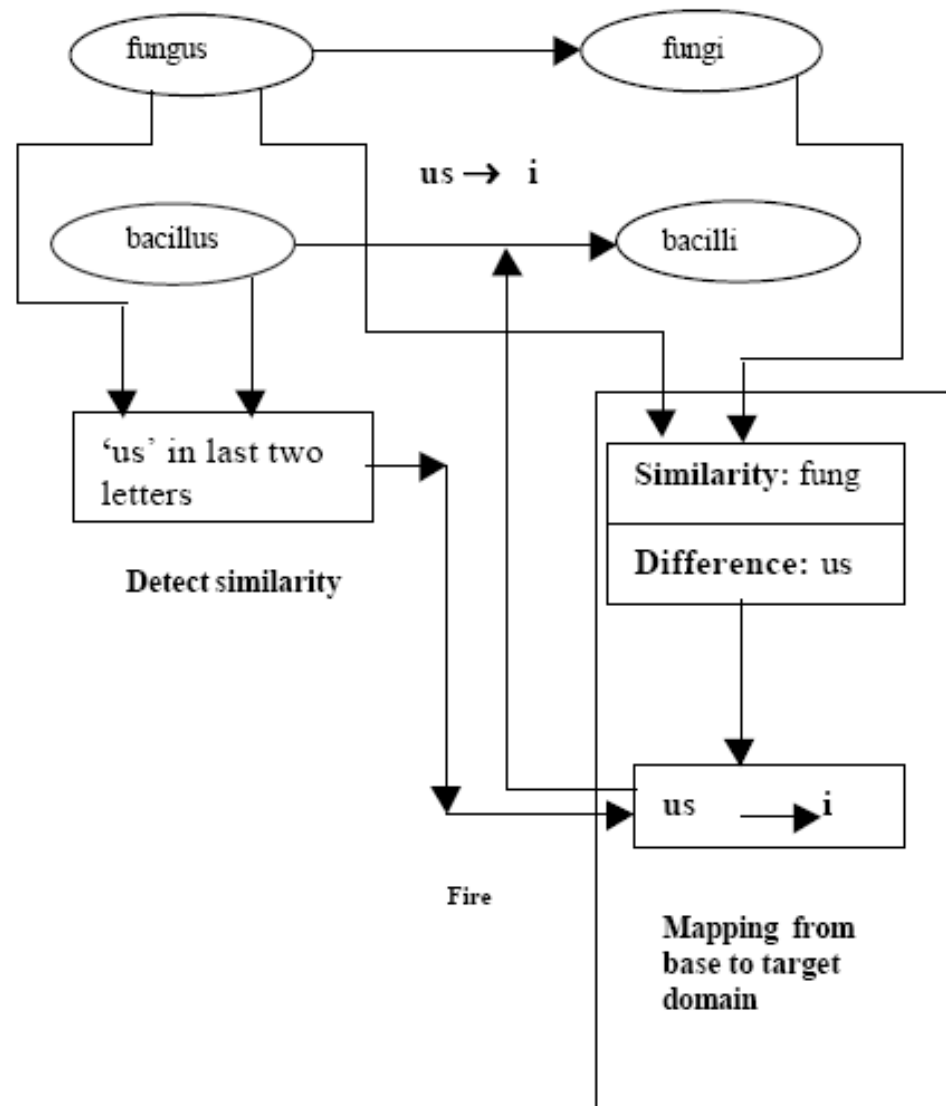 fungus
fungi
us → i
bacillus
bacilli
‘us’ in last two
letters
Detect similarity
Similarity: fung
Difference: us
us → i
Fire
Mapping from
base to target
domain